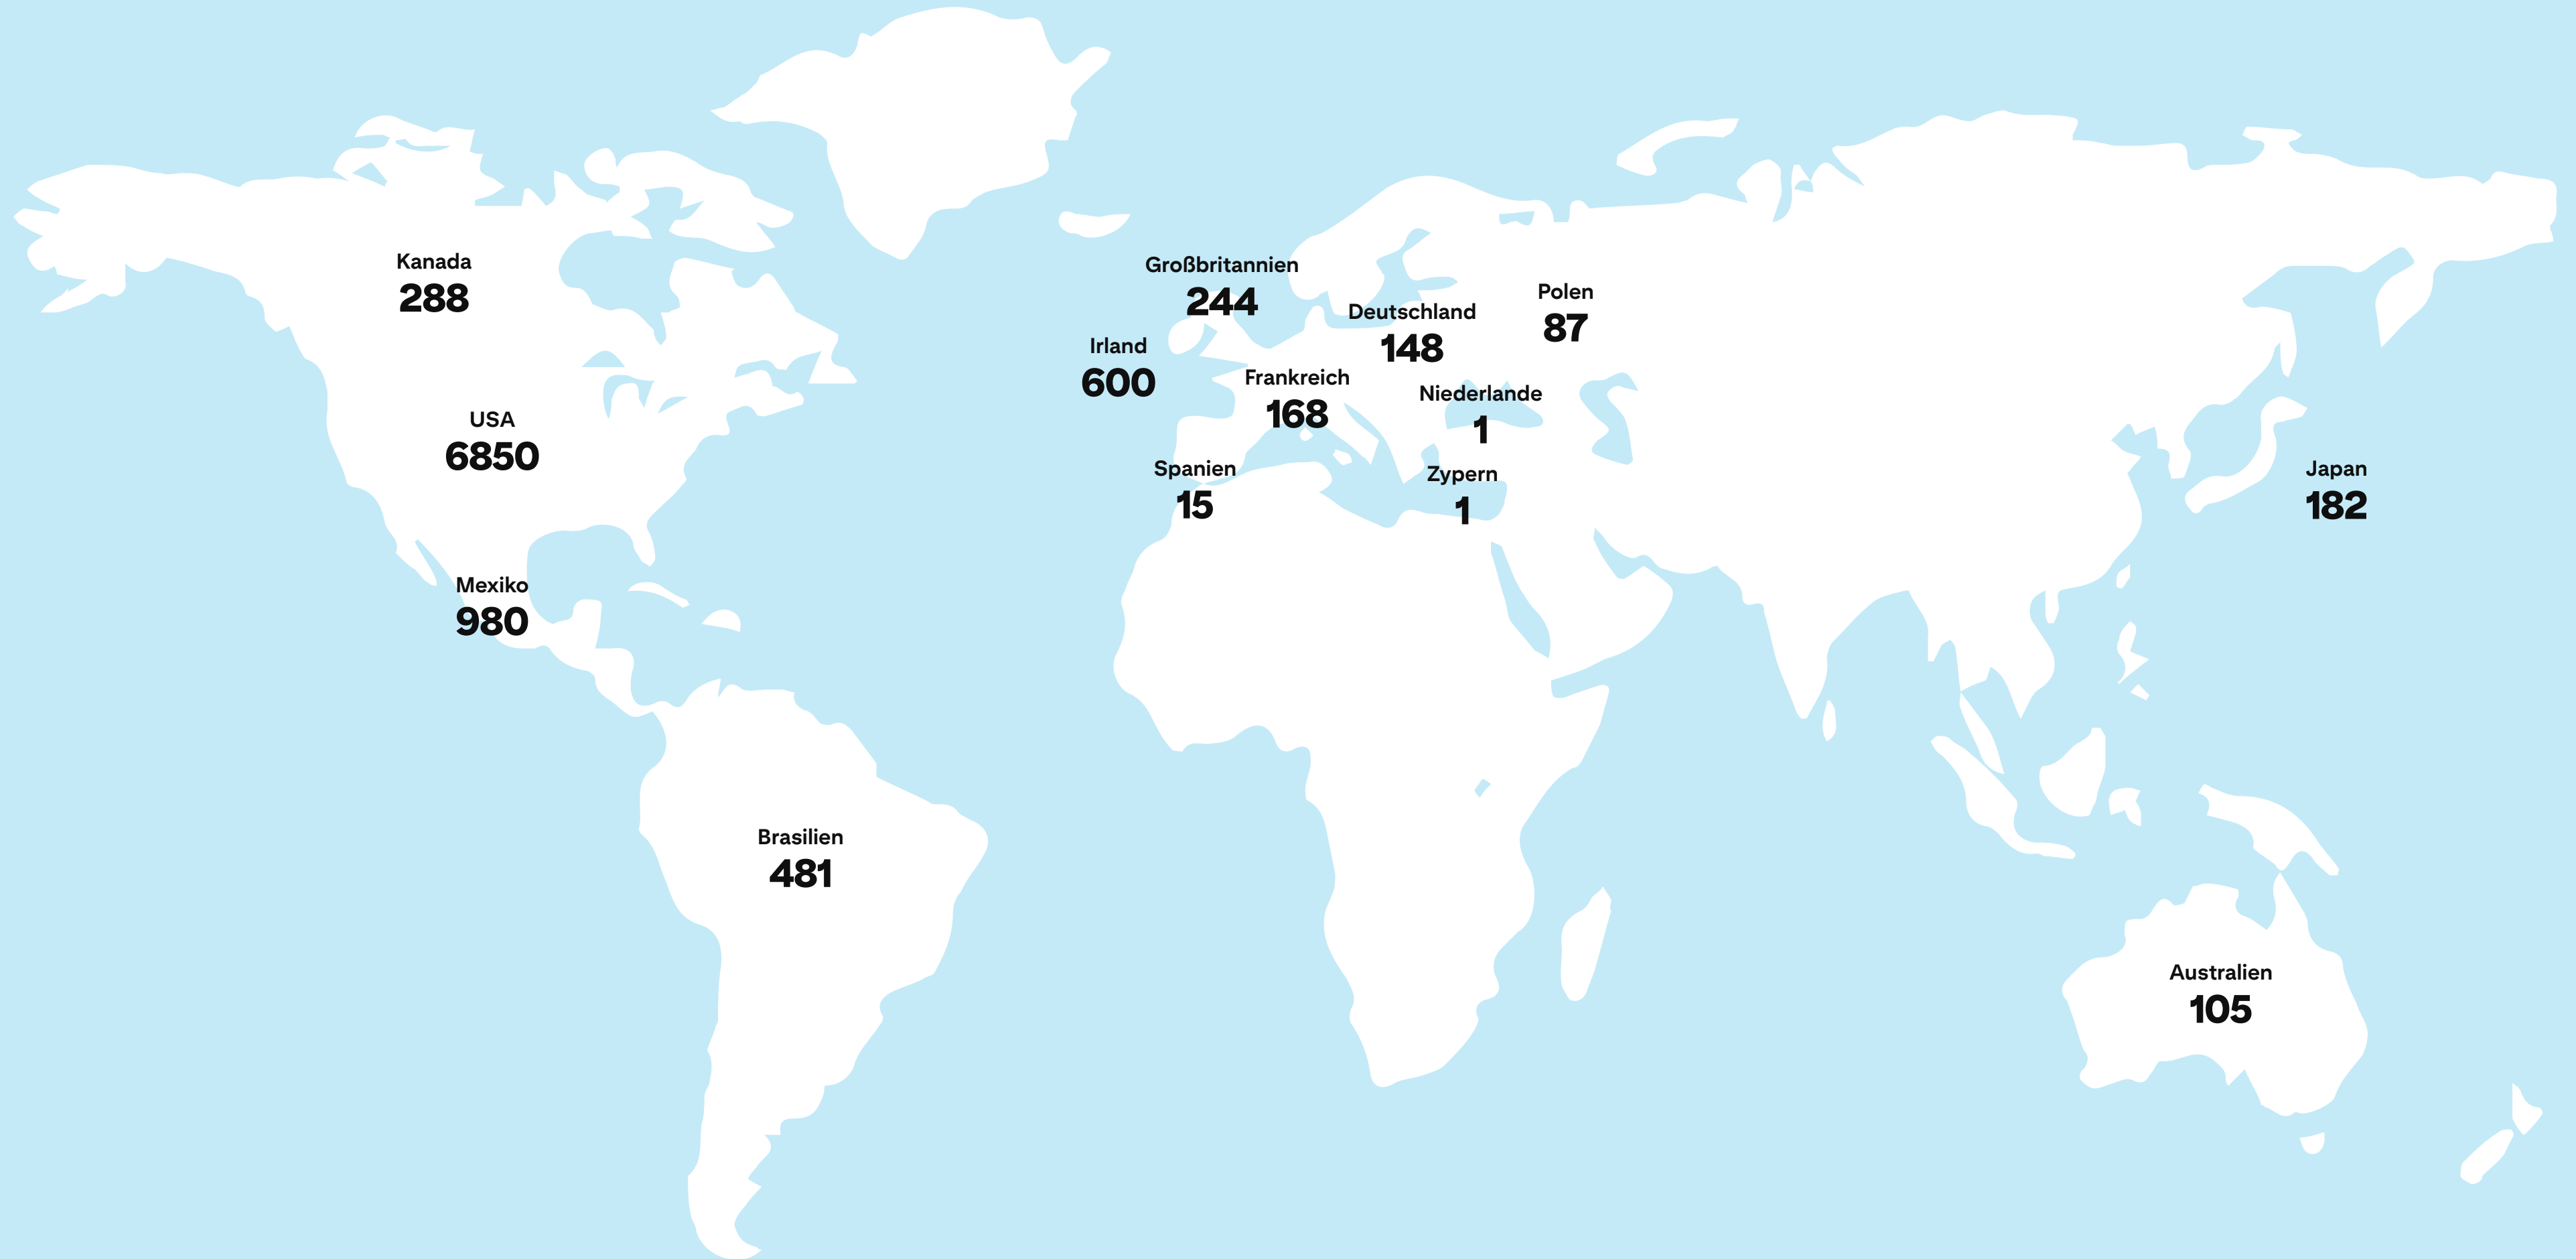 Kanada
288
USA
6850
Mexiko
980
Brasilien
481
Großbritannien
244
Irland
600
Deutschland
148
Polen
87
Frankreich
168
Niederlande
1
Spanien
15
Zypern
1
Japan
182
Australien
105